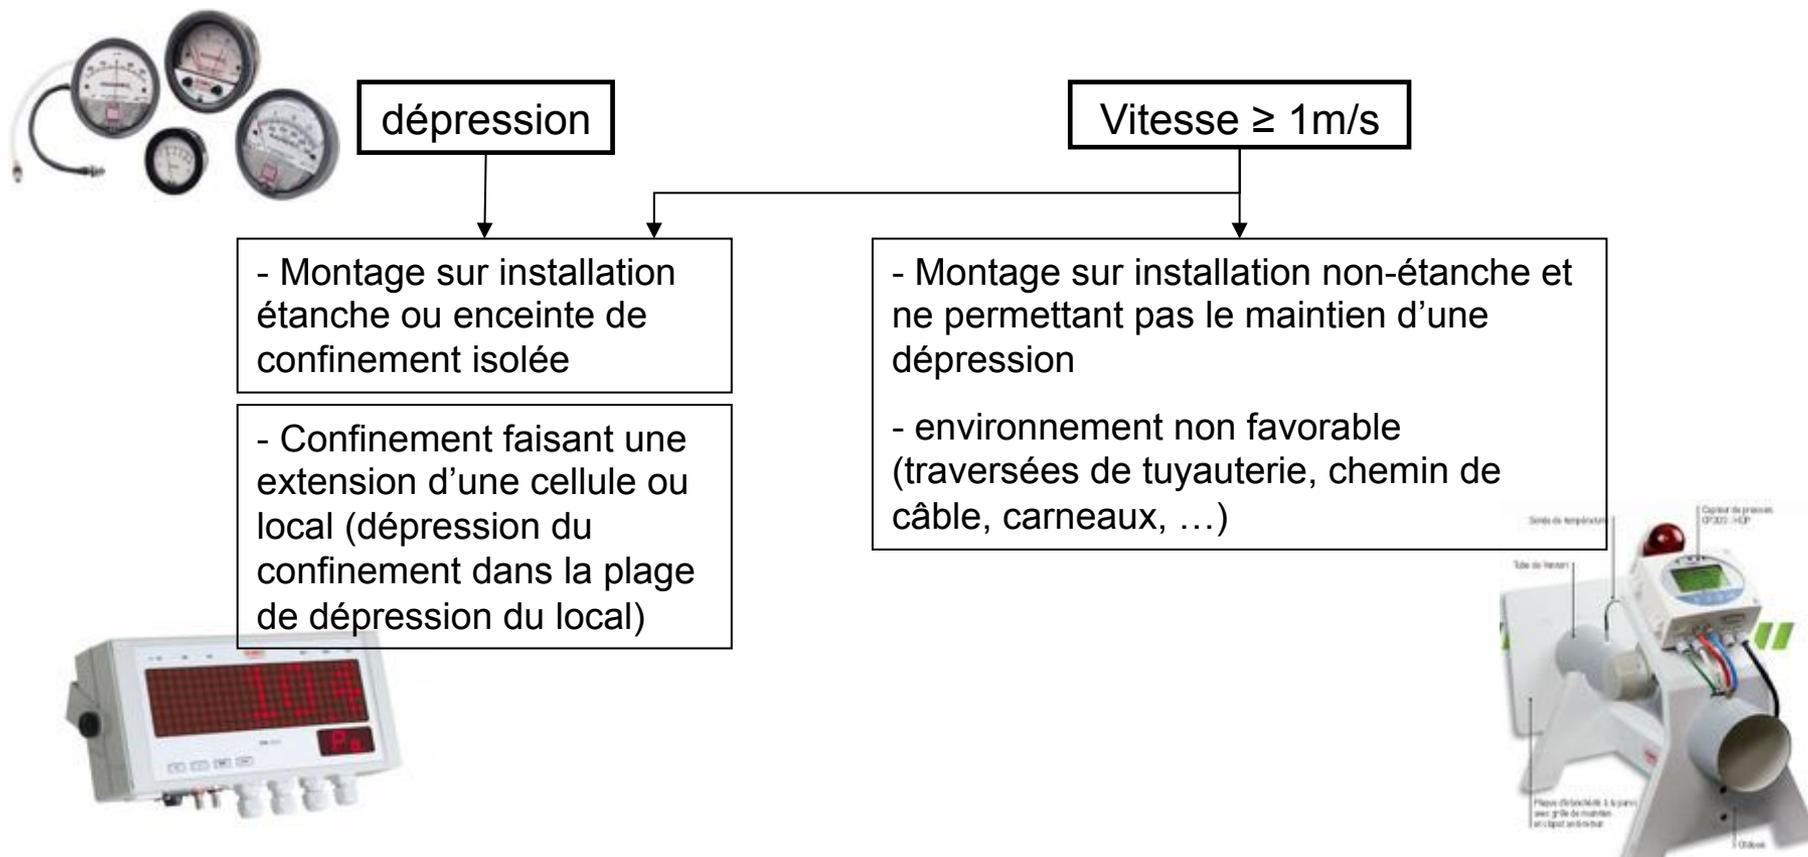 dépression
Vitesse ≥ 1m/s
- Montage sur installation
étanche ou enceinte de
confinement isolée
- Montage sur installation non-étanche et
ne permettant pas le maintien d’une
dépression
- environnement non favorable
(traversées de tuyauterie, chemin de
câble, carneaux, …)
- Confinement faisant une
extension d’une cellule ou
local (dépression du
confinement dans la plage
de dépression du local)
Capteur de pression
Sonde de température
Tube de Venturi
Pa